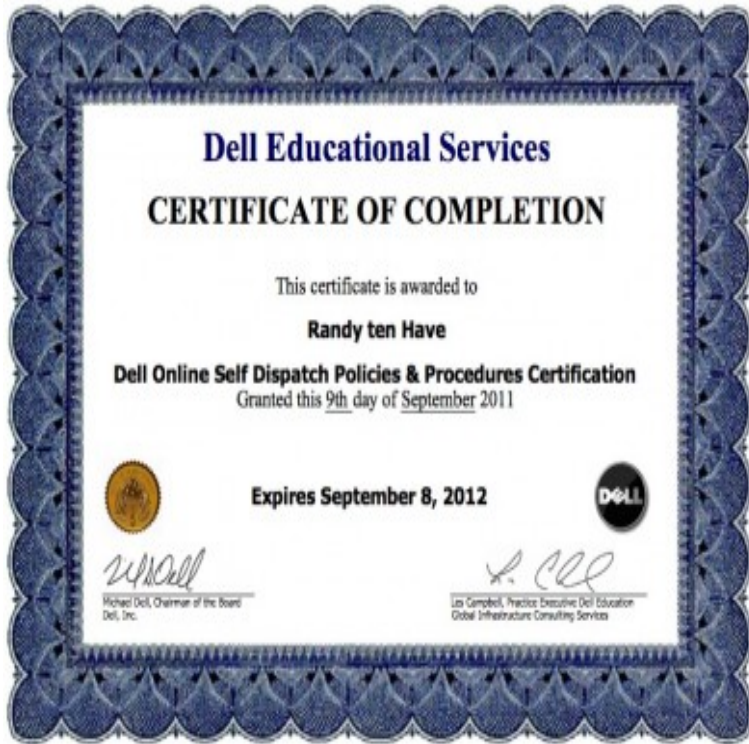 Dell Educational Services
CERTIFICATE OF COMPLETION
This certificate is awarded to
Randy ten Have
Dell Online Self Dispatch Policies & Procedures Certification
Granted this 9th day of September 2011
Expires September 8, 2012
DELL
Michael Dell, Chairman of the Board
Dell, Inc.
Les Campbell, Practice Executive Dell Education
Global Infrastructure Consulting Services